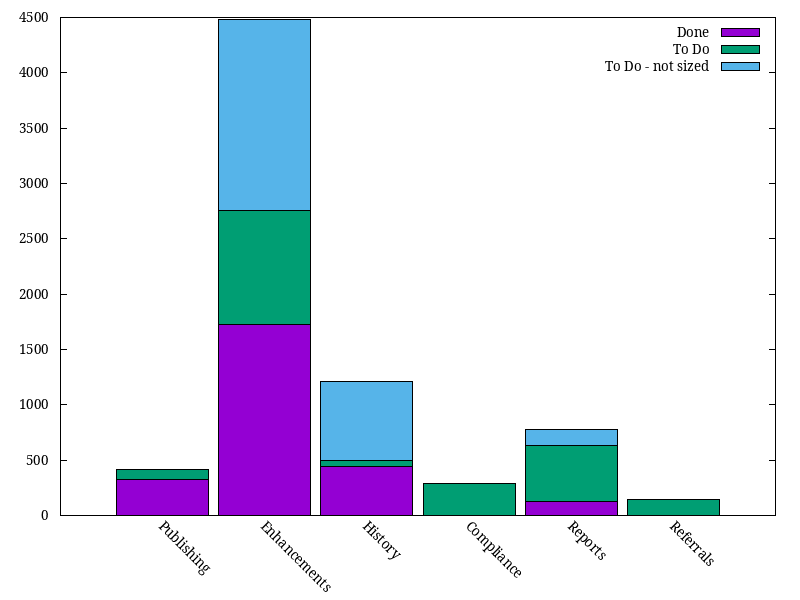 4500
4000
3500
3000
2500
2000
1500
1000
500
0
Done
To Do
To Do - not sized
Publishing
Enhancements
History
Compliance
Reports
Referrals